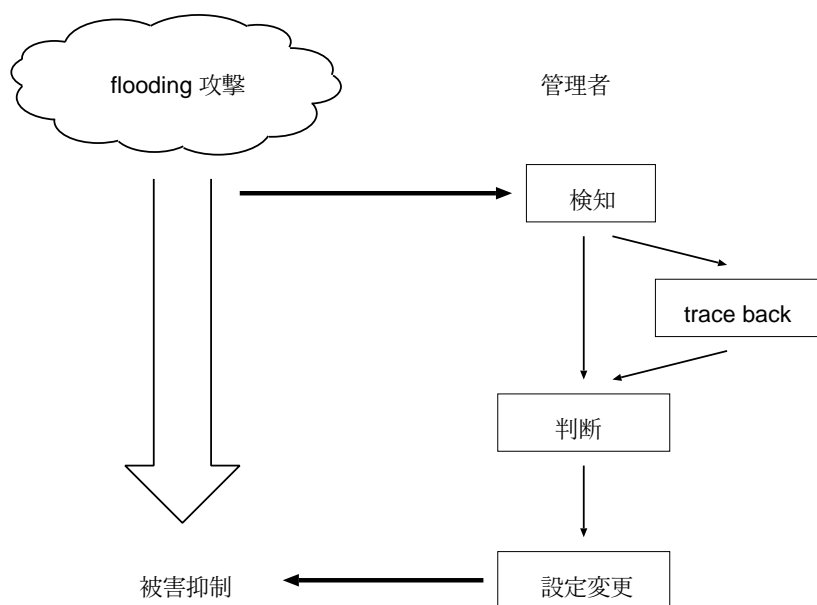 flooding 攻撃
管理者
検知
trace back
判断
被害抑制
設定変更